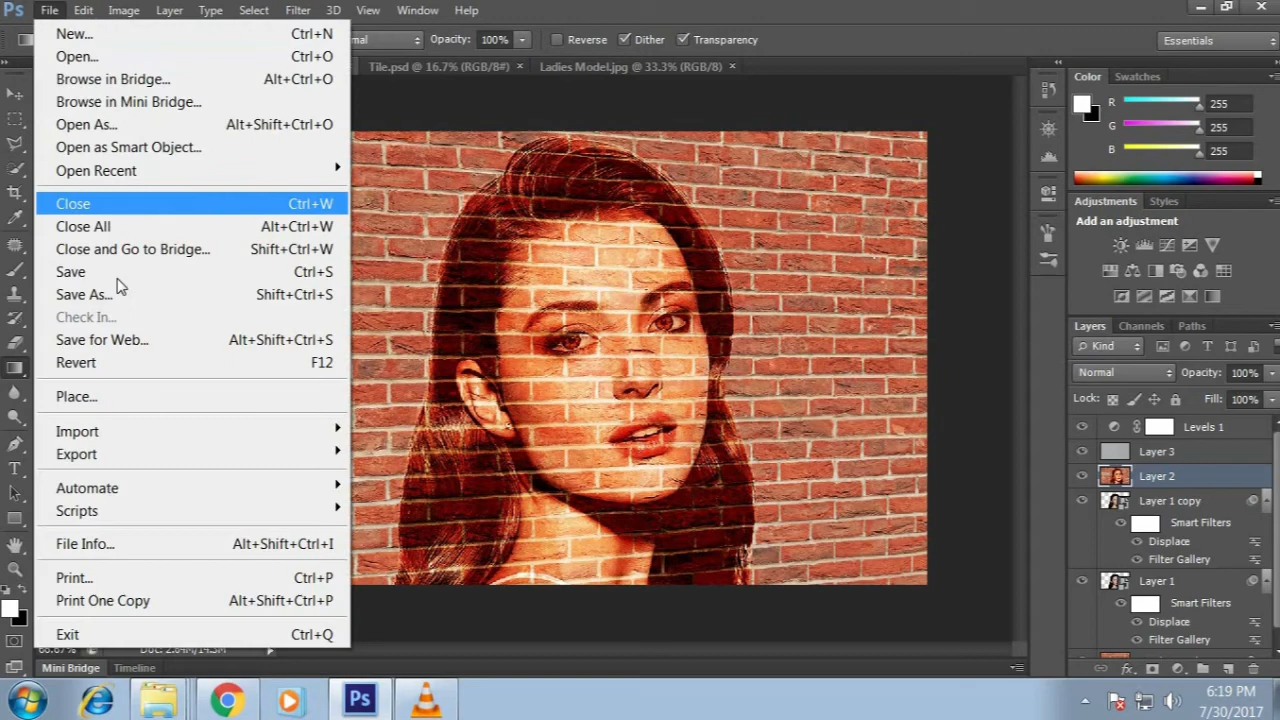 Ps File Edit Image Layer Type Select Filter 3D View Window Help
Opacity: 100% Reverse Dither Transparency Essentials
Tile.psd @ 16.7% (RGB/8#) × Ladies Model.jpg @ 33.3% (RGB/8) ×
New... Ctrl+N
Open... Ctrl+O
Browse in Bridge... Alt+Ctrl+O
Browse in Mini Bridge...
Open As... Alt+Shift+Ctrl+O
Open as Smart Object...
Open Recent
Close Ctrl+W
Close All Alt+Ctrl+W
Close and Go to Bridge... Shift+Ctrl+W
Save Ctrl+S
Save As... Shift+Ctrl+S
Check In...
Save for Web... Alt+Shift+Ctrl+S
Revert F12
Place...
Import
Export
Automate
Scripts
File Info... Alt+Shift+Ctrl+I
Print... Ctrl+P
Print One Copy Alt+Shift+Ctrl+P
Exit Ctrl+Q
Color Swatches
R 255
G 255
B 255
Adjustments Styles
Add an adjustment
Layers Channels Paths
Kind
Normal Opacity: 100%
Lock: Fill: 100%
Levels 1
Layer 3
Layer 2
Layer 1 copy
Smart Filters
Displace
Filter Gallery
Layer 1
Smart Filters
Displace
Filter Gallery
Mini Bridge Timeline
Ps
6:19 PM
7/30/2017